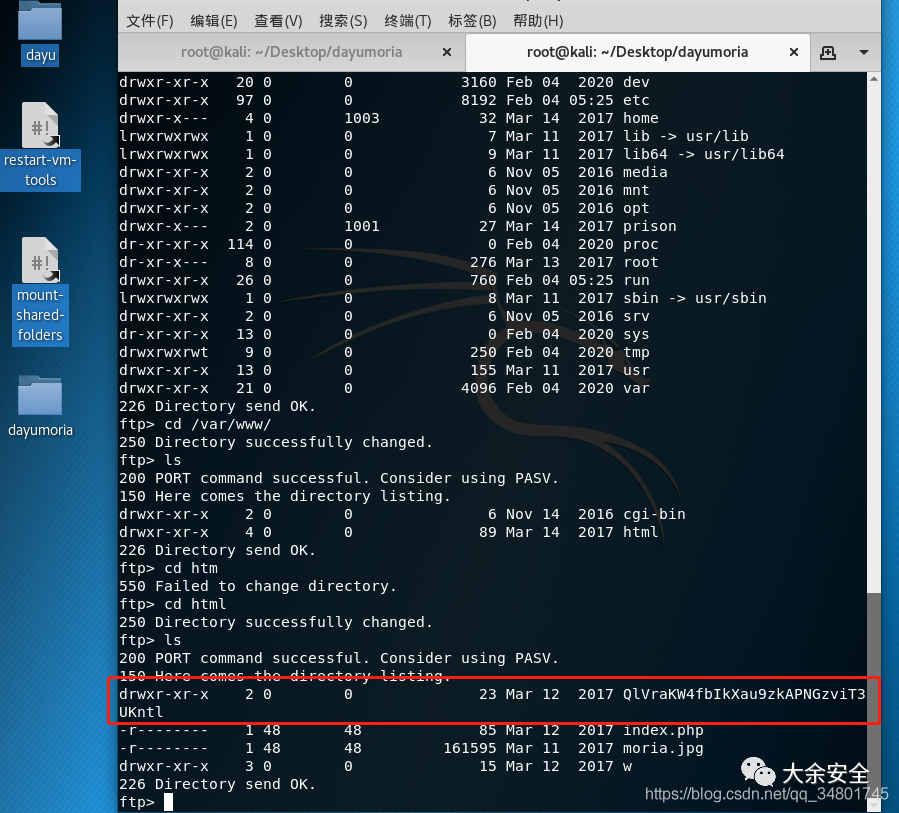 文件(F) 编辑(E) 查看(V) 搜索(S) 终端(T) 标签(B) 帮助(H)
root@kali: ~/Desktop/dayumoria × root@kali: ~/Desktop/dayumoria ×
dayu
restart-vm-
tools
mount-
shared-
folders
dayumoria
drwxr-xr-x 20 0 0 3160 Feb 04 2020 dev
drwxr-xr-x 97 0 0 8192 Feb 04 05:25 etc
drwxr-x--- 4 0 1003 32 Mar 14 2017 home
lrwxrwxrwx 1 0 0 7 Mar 11 2017 lib -> usr/lib
lrwxrwxrwx 1 0 0 9 Mar 11 2017 lib64 -> usr/lib64
drwxr-xr-x 2 0 0 6 Nov 05 2016 media
drwxr-xr-x 2 0 0 6 Nov 05 2016 mnt
drwxr-xr-x 2 0 0 6 Nov 05 2016 opt
drwxr-x--- 2 0 1001 27 Mar 14 2017 prison
dr-xr-xr-x 114 0 0 0 Feb 04 2020 proc
dr-xr-x--- 8 0 0 276 Mar 13 2017 root
drwxr-xr-x 26 0 0 760 Feb 04 05:25 run
lrwxrwxrwx 1 0 0 8 Mar 11 2017 sbin -> usr/sbin
drwxr-xr-x 2 0 0 6 Nov 05 2016 srv
dr-xr-xr-x 13 0 0 0 Feb 04 2020 sys
drwxrwxrwt 9 0 0 250 Feb 04 2020 tmp
drwxr-xr-x 13 0 0 155 Mar 11 2017 usr
drwxr-xr-x 21 0 0 4096 Feb 04 2020 var
226 Directory send OK.
ftp> cd /var/www/
250 Directory successfully changed.
ftp> ls
200 PORT command successful. Consider using PASV.
150 Here comes the directory listing.
drwxr-xr-x 2 0 0 6 Nov 14 2016 cgi-bin
drwxr-xr-x 4 0 0 89 Mar 14 2017 html
226 Directory send OK.
ftp> cd htm
550 Failed to change directory.
ftp> cd html
250 Directory successfully changed.
ftp> ls
200 PORT command successful. Consider using PASV.
150 Here comes the directory listing.
drwxr-xr-x 2 0 0 23 Mar 12 2017 QlVraKW4fbIkXau9zkAPNGzviT3
UKntl
-r-------- 1 48 48 85 Mar 12 2017 index.php
-r-------- 1 48 48 161595 Mar 11 2017 moria.jpg
drwxr-xr-x 3 0 0 15 Mar 12 2017 w
226 Directory send OK.
ftp>
大余安全
https://blog.csdn.net/qq_34801745